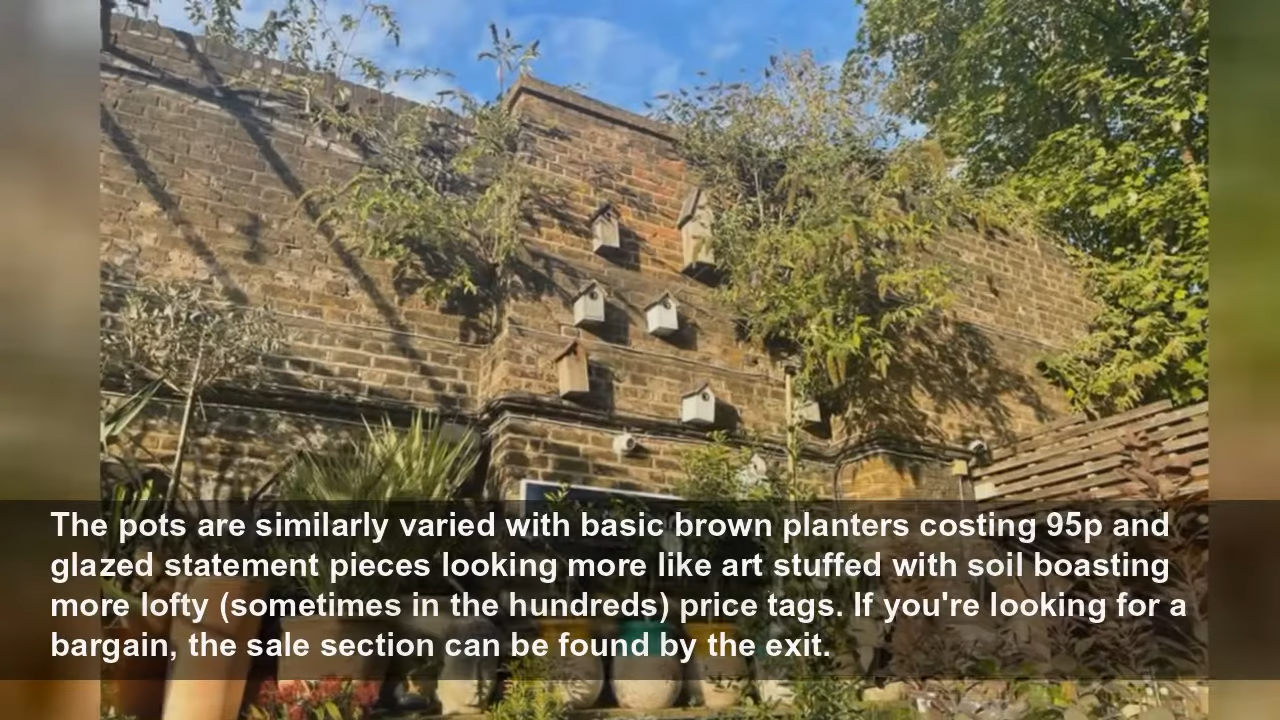 The pots are similarly varied with basic brown planters costing 95p and
glazed statement pieces looking more like art stuffed with soil boasting
more lofty (sometimes in the hundreds) price tags. If you're looking for a
bargain, the sale section can be found by the exit.